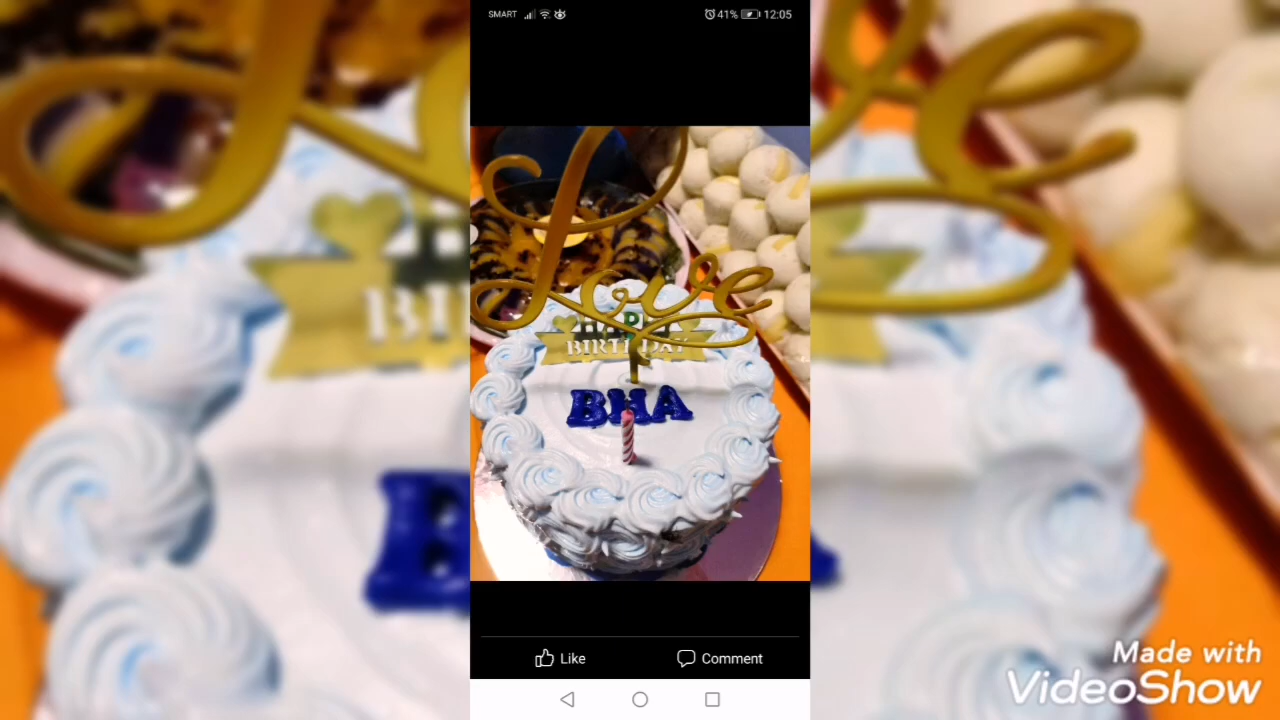 SMART 41% 12:05
Love
HAPPY
BIRTHDAY
BHA
Like Comment
Made with
VideoShow